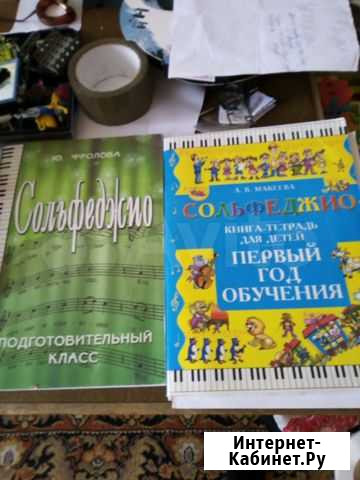 Ю. ФРОЛОВА
Сольфеджио
ПОДГОТОВИТЕЛЬНЫЙ
КЛАСС
Л. В. МАКЕЕВА
СОЛЬФЕДЖИО
КНИГА-ТЕТРАДЬ
ДЛЯ ДЕТЕЙ
ПЕРВЫЙ
ГОД
ОБУЧЕНИЯ
Интернет-
Кабинет.Ру